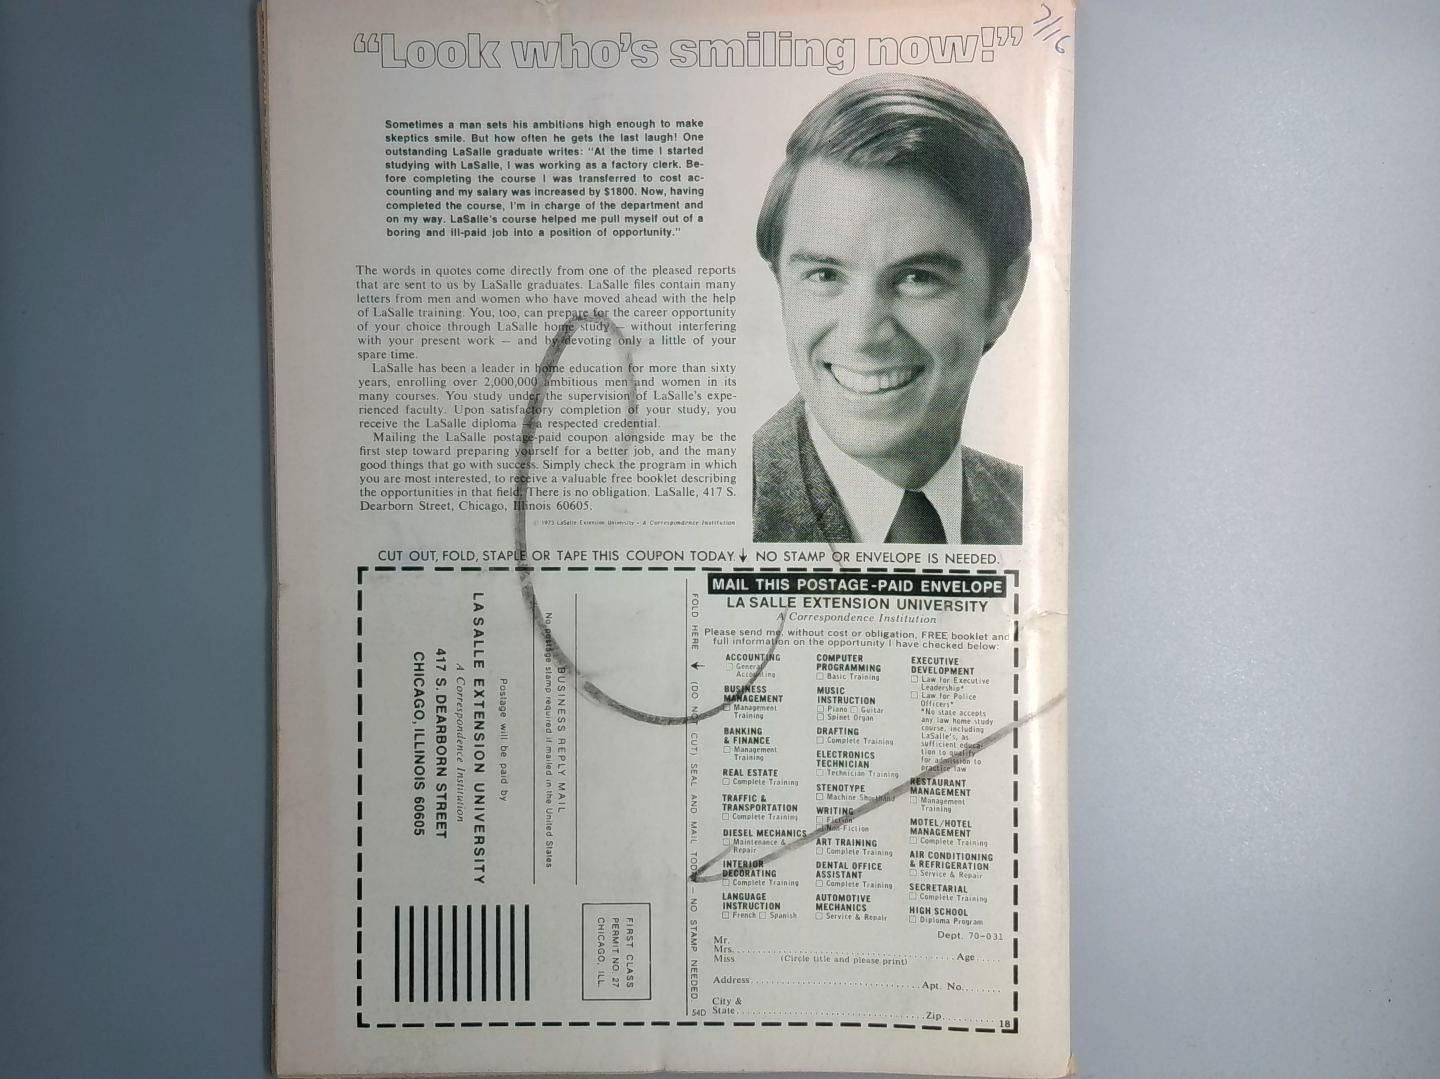 "Look who's smiling now!"
7/16
Sometimes a man sets his ambitions high enough to make
skeptics smile. But how often he gets the last laugh! One
outstanding LaSalle graduate writes: "At the time I started
studying with LaSalle, I was working as a factory clerk. Be-
fore completing the course I was transferred to cost ac-
counting and my salary was increased by $1800. Now, having
completed the course, I'm in charge of the department and
on my way. LaSalle's course helped me pull myself out of a
boring and ill-paid job into a position of opportunity."
The words in quotes come directly from one of the pleased reports
that are sent to us by LaSalle graduates. LaSalle files contain many
letters from men and women who have moved ahead with the help
of LaSalle training. You, too, can prepare for the career opportunity
of your choice through LaSalle home study — without interfering
with your present work — and by devoting only a little of your
spare time.
LaSalle has been a leader in home education for more than sixty
years, enrolling over 2,000,000 ambitious men and women in its
many courses. You study under the supervision of LaSalle's expe-
rienced faculty. Upon satisfactory completion of your study, you
receive the LaSalle diploma — a respected credential.
Mailing the LaSalle postage-paid coupon alongside may be the
first step toward preparing yourself for a better job, and the many
good things that go with success. Simply check the program in which
you are most interested, to receive a valuable free booklet describing
the opportunities in that field. There is no obligation. LaSalle, 417 S.
Dearborn Street, Chicago, Illinois 60605.
© 1973 LaSalle Extension University • A Correspondence Institution
CUT OUT, FOLD, STAPLE OR TAPE THIS COUPON TODAY. NO STAMP OR ENVELOPE IS NEEDED.
FIRST CLASS
PERMIT NO. 27
CHICAGO, ILL.
BUSINESS REPLY MAIL
No postage stamp required if mailed in the United States
Postage will be paid by
LA SALLE EXTENSION UNIVERSITY
A Correspondence Institution
417 S. DEARBORN STREET
CHICAGO, ILLINOIS 60605
FOLD HERE (DO NOT CUT) SEAL AND MAIL TODAY — NO STAMP NEEDED.
54D
MAIL THIS POSTAGE-PAID ENVELOPE
LA SALLE EXTENSION UNIVERSITY
A Correspondence Institution
Please send me, without cost or obligation, FREE booklet and
full information on the opportunity I have checked below:
ACCOUNTING
General
Accounting
BUSINESS
MANAGEMENT
Management
Training
BANKING
& FINANCE
Management
Training
REAL ESTATE
Complete Training
TRAFFIC &
TRANSPORTATION
Complete Training
DIESEL MECHANICS
Maintenance &
Repair
INTERIOR
DECORATING
Complete Training
LANGUAGE
INSTRUCTION
French Spanish
COMPUTER
PROGRAMMING
Basic Training
MUSIC
INSTRUCTION
Piano Guitar
Spinet Organ
DRAFTING
Complete Training
ELECTRONICS
TECHNICIAN
Technician Training
STENOTYPE
Machine Shorthand
WRITING
Fiction
Non-Fiction
ART TRAINING
Complete Training
DENTAL OFFICE
ASSISTANT
Complete Training
AUTOMOTIVE
MECHANICS
Service & Repair
EXECUTIVE
DEVELOPMENT
Law for Executive
Leadership*
Law for Police
Officers*
*No state accepts
any law home study
course, including
LaSalle's, as
sufficient educa-
tion to qualify
for admission to
practice law
RESTAURANT
MANAGEMENT
Management
Training
MOTEL/HOTEL
MANAGEMENT
Complete Training
AIR CONDITIONING
& REFRIGERATION
Service & Repair
SECRETARIAL
Complete Training
HIGH SCHOOL
Diploma Program
Dept. 70-031
Mr.
Mrs. Age
Miss (Circle title and please print)
Address Apt. No.
City &
State Zip
18